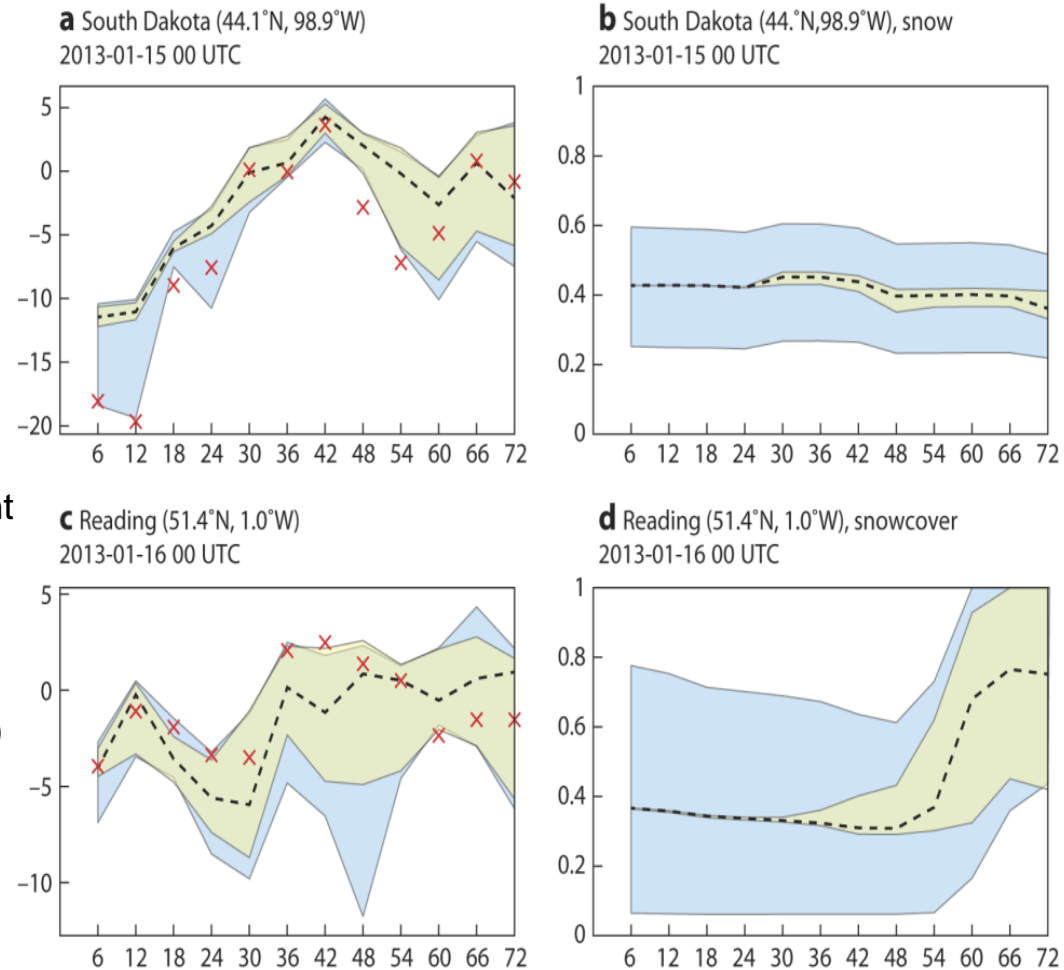 a South Dakota (44.1˚N, 98.9˚W)
2013-01-15 00 UTC
5
0
−5
−10
−15
−20
6 12 18 24 30 36 42 48 54 60 66 72
b South Dakota (44.˚N,98.9˚W), snow
2013-01-15 00 UTC
1
0.8
0.6
0.4
0.2
0
6 12 18 24 30 36 42 48 54 60 66 72
nt
c Reading (51.4˚N, 1.0˚W)
2013-01-16 00 UTC
5
0
)
−5
−10
6 12 18 24 30 36 42 48 54 60 66 72
d Reading (51.4˚N, 1.0˚W), snowcover
2013-01-16 00 UTC
1
0.8
0.6
0.4
0.2
0
6 12 18 24 30 36 42 48 54 60 66 72